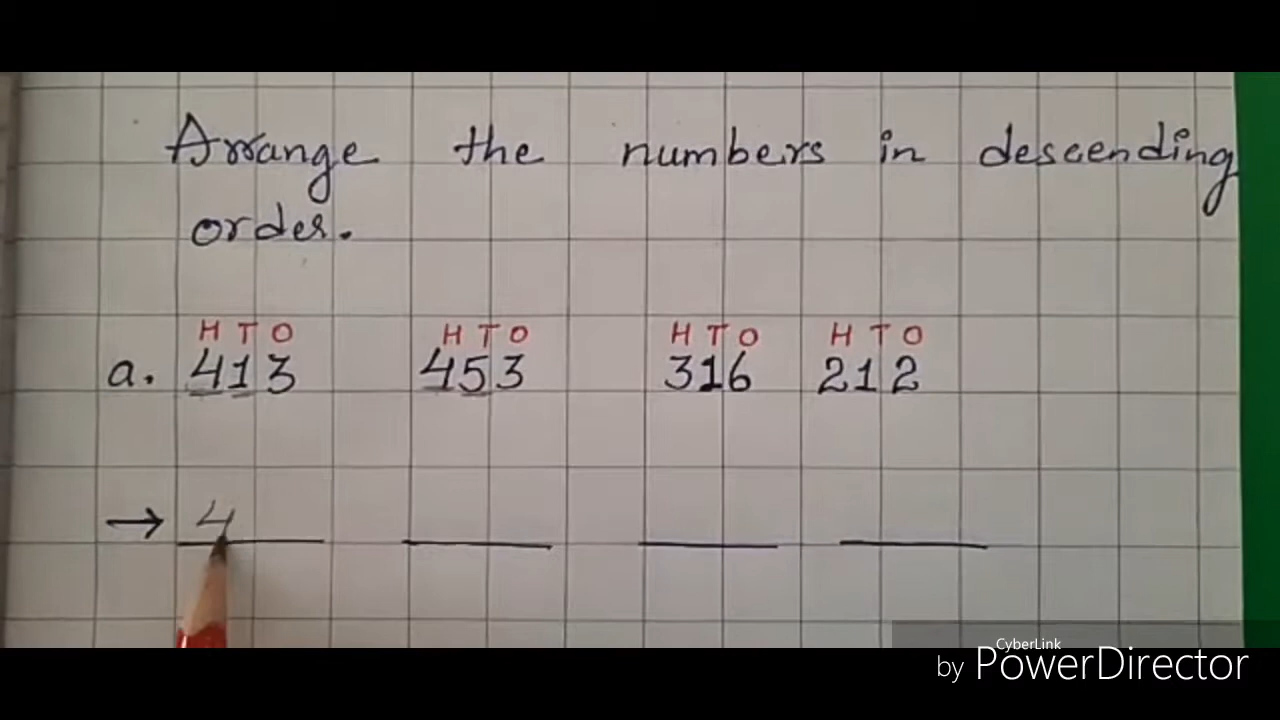 Arrange the numbers in descending
order.
H T O H T O H T O H T O
a. 413 453 316 212
→ 4
CyberLink
by PowerDirector